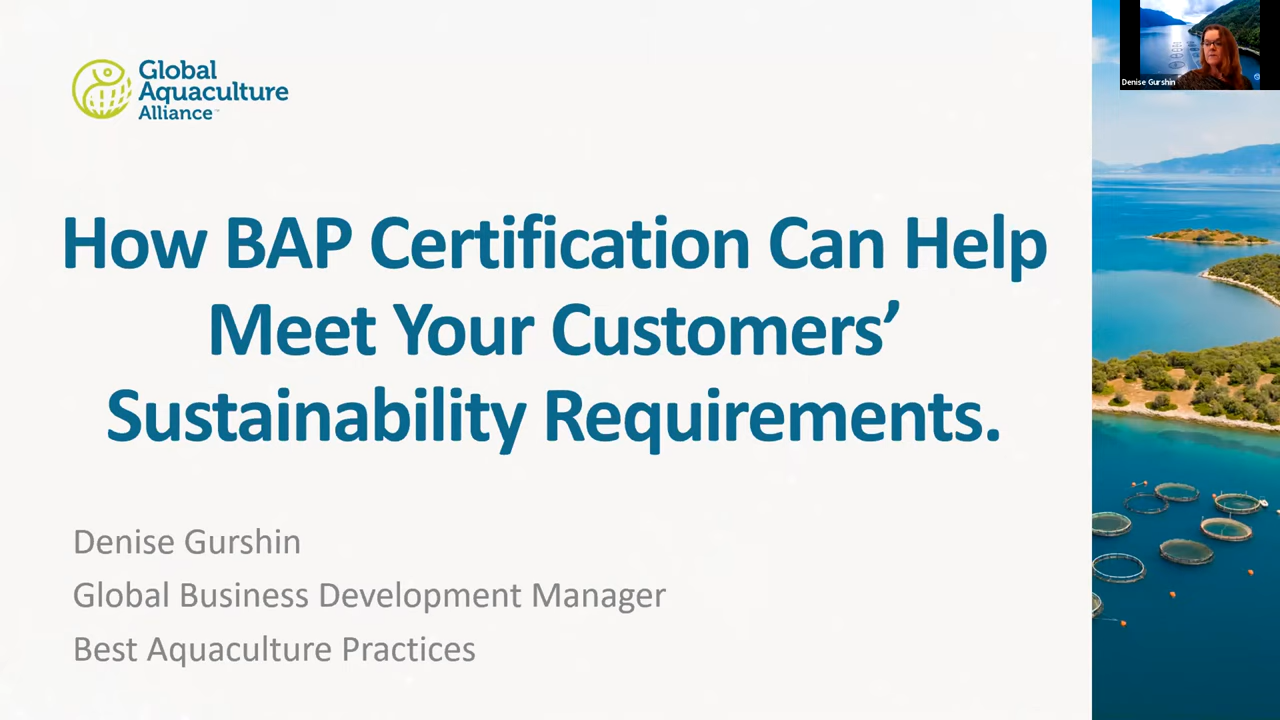 Global
Aquaculture
Alliance™
Denise Gurshin
How BAP Certification Can Help
Meet Your Customers’
Sustainability Requirements.
Denise Gurshin
Global Business Development Manager
Best Aquaculture Practices